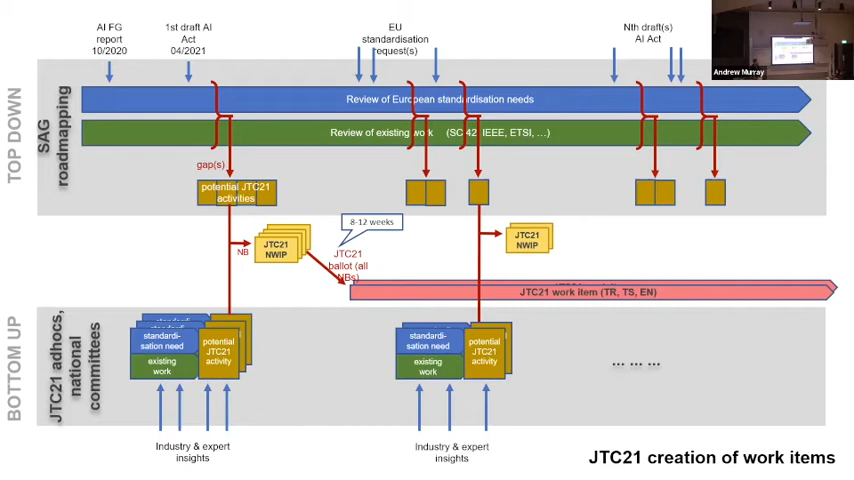 AI FG
report
10/2020
1st draft AI
Act
04/2021
EU
standardisation
request(s)
Nth draft(s)
AI Act
Andrew Murray
TOP DOWN
SAG
roadmapping
Review of European standardisation needs
Review of existing work (SC 42, IEEE, ETSI, …)
gap(s)
potential JTC21
activities
8-12 weeks
NB
JTC21
NWIP
JTC21
ballot (all
NBs)
JTC21
NWIP
JTC21 work item (TR, TS, EN)
BOTTOM UP
JTC21 adhocs,
national
committees
standardi-
sation need
existing
work
potential
JTC21
activity
standardi-
sation need
existing
work
potential
JTC21
activity
... ... ...
Industry & expert
insights
Industry & expert
insights
JTC21 creation of work items